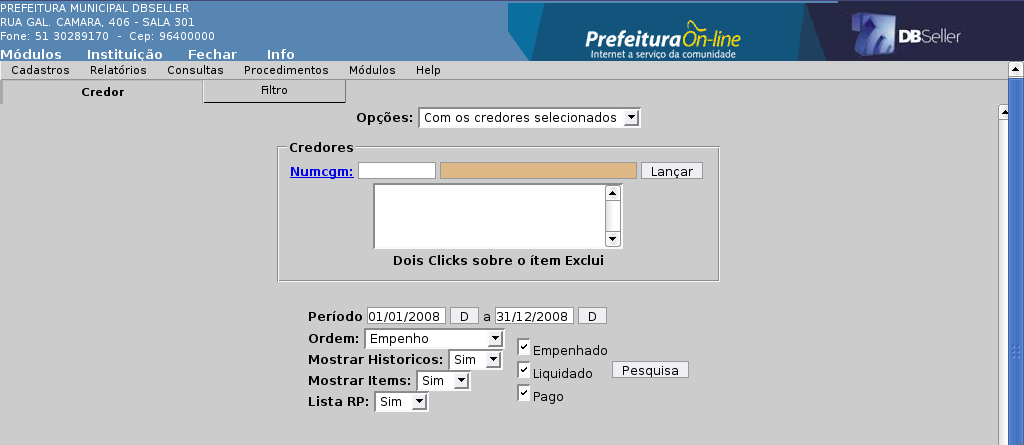 PREFEITURA MUNICIPAL DBSELLER
RUA GAL. CAMARA, 406 - SALA 301
Fone: 51 30289170 - Cep: 96400000
Prefeitura On-line
Internet a serviço da comunidade
DBSeller
Módulos Instituição Fechar Info
Cadastros Relatórios Consultas Procedimentos Módulos Help
Credor Filtro
Opções: Com os credores selecionados
Credores
Numcgm: Lançar
Dois Clicks sobre o ítem Exclui
Período 01/01/2008 D a 31/12/2008 D
Ordem: Empenho
Empenhado
Mostrar Historicos: Sim
Liquidado Pesquisa
Mostrar Items: Sim
Pago
Lista RP: Sim